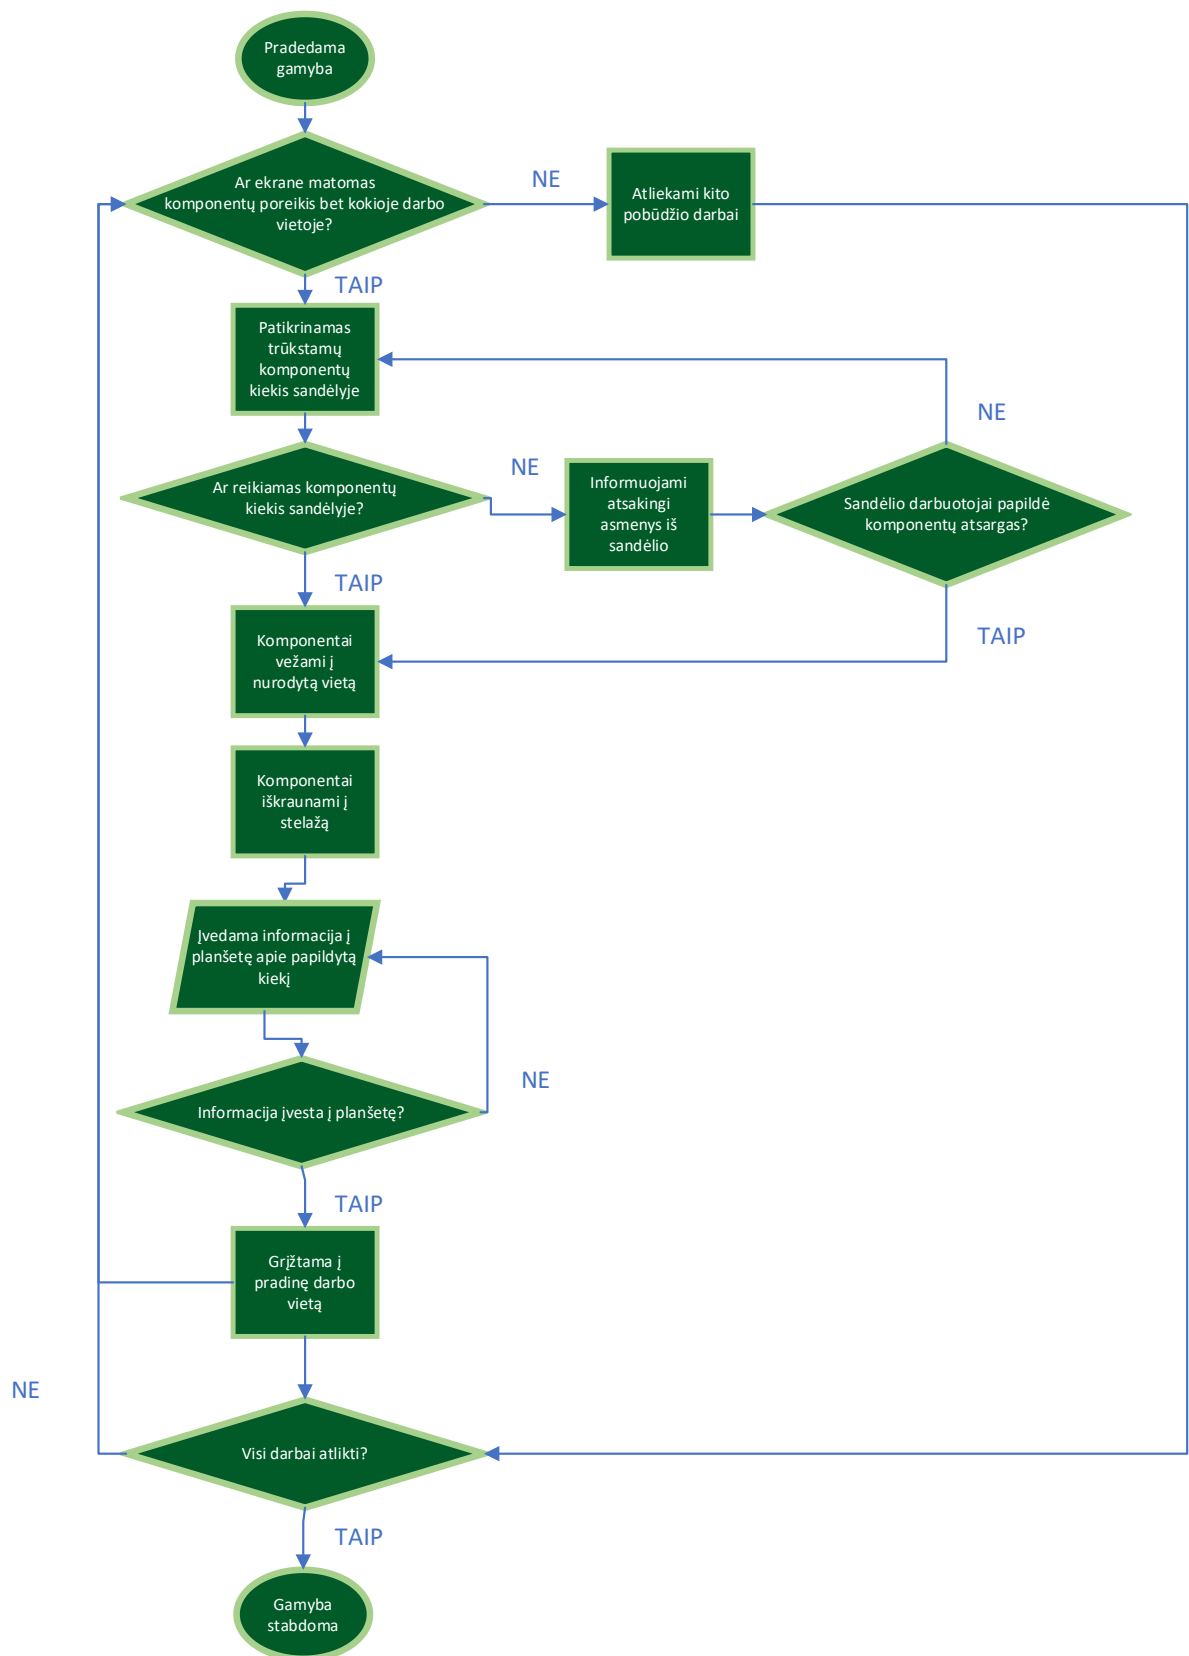 Pradedama
gamyba
Ar ekrane matomas
komponentų poreikis bet kokioje darbo
vietoje?
NE
Atliekami kito
pobūdžio darbai
TAIP
Patikrinamas
trūkstamų
komponentų
kiekis sandėlyje
NE
Ar reikiamas komponentų
kiekis sandėlyje?
NE
Informuojami
atsakingi
asmenys iš
sandėlio
Sandėlio darbuotojai papildė
komponentų atsargas?
TAIP
TAIP
Komponentai
vežami į
nurodytą vietą
Komponentai
iškraunami į
stelažą
Įvedama informacija į
planšetę apie papildytą
kiekį
NE
Informacija įvesta į planšetę?
TAIP
Grįžtama į
pradinę darbo
vietą
NE
Visi darbai atlikti?
TAIP
Gamyba
stabdoma